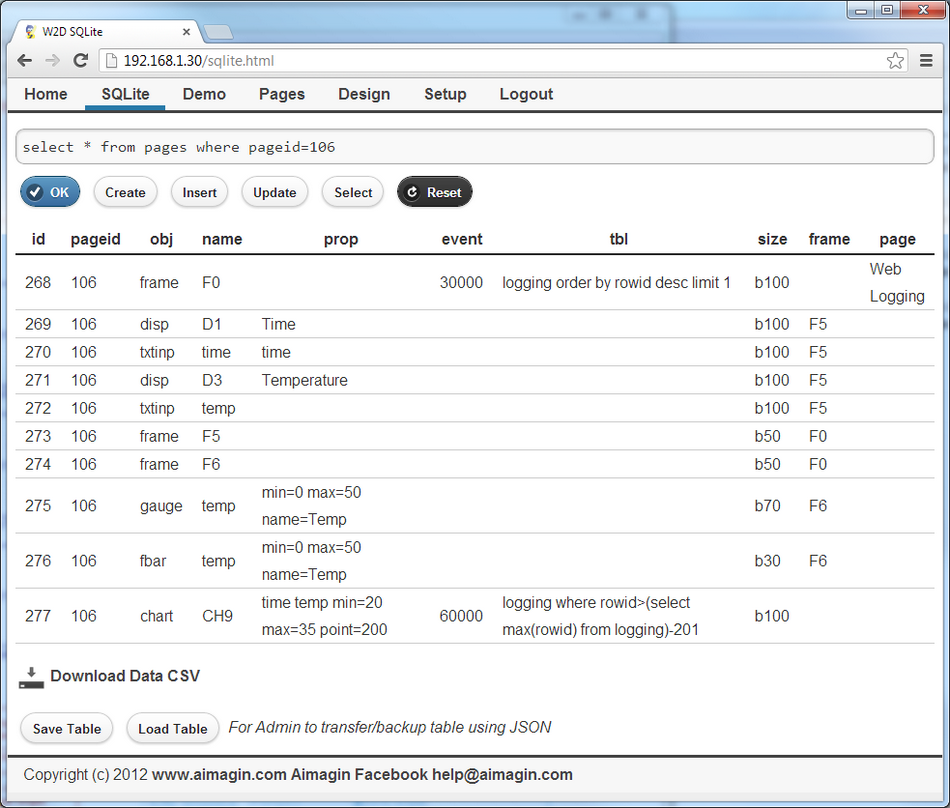 W2D SQLite
192.168.1.30/sqlite.html
Home SQLite Demo Pages Design Setup Logout
select * from pages where pageid=106
OK Create Insert Update Select Reset
id pageid obj name prop event tbl size frame page
268 106 frame F0 30000 logging order by rowid desc limit 1 b100 Web
Logging
269 106 disp D1 Time b100 F5
270 106 txtinp time time b100 F5
271 106 disp D3 Temperature b100 F5
272 106 txtinp temp b100 F5
273 106 frame F5 b50 F0
274 106 frame F6 b50 F0
275 106 gauge temp min=0 max=50 b70 F6
name=Temp
276 106 fbar temp min=0 max=50 b30 F6
name=Temp
277 106 chart CH9 time temp min=20 60000 logging where rowid>(select b100
max=35 point=200 max(rowid) from logging)-201
Download Data CSV
Save Table Load Table For Admin to transfer/backup table using JSON
Copyright (c) 2012 www.aimagin.com Aimagin Facebook help@aimagin.com